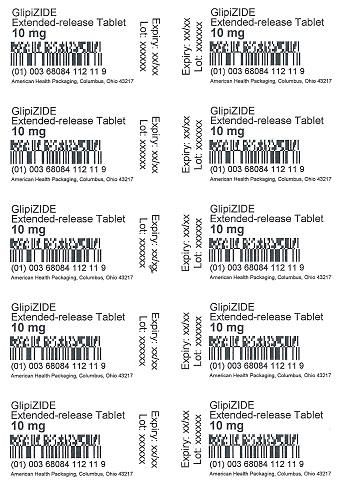 GlipiZIDE
Extended-release Tablet
10 mg
(01) 003 68084 112 11 9
American Health Packaging, Columbus, Ohio 43217
Expiry: xx/xx
Lot: xxxxxx
Expiry: xx/xx
Lot: xxxxxx
GlipiZIDE
Extended-release Tablet
10 mg
(01) 003 68084 112 11 9
American Health Packaging, Columbus, Ohio 43217
GlipiZIDE
Extended-release Tablet
10 mg
(01) 003 68084 112 11 9
American Health Packaging, Columbus, Ohio 43217
Expiry: xx/xx
Lot: xxxxxx
Expiry: xx/xx
Lot: xxxxxx
GlipiZIDE
Extended-release Tablet
10 mg
(01) 003 68084 112 11 9
American Health Packaging, Columbus, Ohio 43217
GlipiZIDE
Extended-release Tablet
10 mg
(01) 003 68084 112 11 9
American Health Packaging, Columbus, Ohio 43217
Expiry: xx/xx
Lot: xxxxxx
Expiry: xx/xx
Lot: xxxxxx
GlipiZIDE
Extended-release Tablet
10 mg
(01) 003 68084 112 11 9
American Health Packaging, Columbus, Ohio 43217
GlipiZIDE
Extended-release Tablet
10 mg
(01) 003 68084 112 11 9
American Health Packaging, Columbus, Ohio 43217
Expiry: xx/xx
Lot: xxxxxx
Expiry: xx/xx
Lot: xxxxxx
GlipiZIDE
Extended-release Tablet
10 mg
(01) 003 68084 112 11 9
American Health Packaging, Columbus, Ohio 43217
GlipiZIDE
Extended-release Tablet
10 mg
(01) 003 68084 112 11 9
American Health Packaging, Columbus, Ohio 43217
Expiry: xx/xx
Lot: xxxxxx
Expiry: xx/xx
Lot: xxxxxx
GlipiZIDE
Extended-release Tablet
10 mg
(01) 003 68084 112 11 9
American Health Packaging, Columbus, Ohio 43217